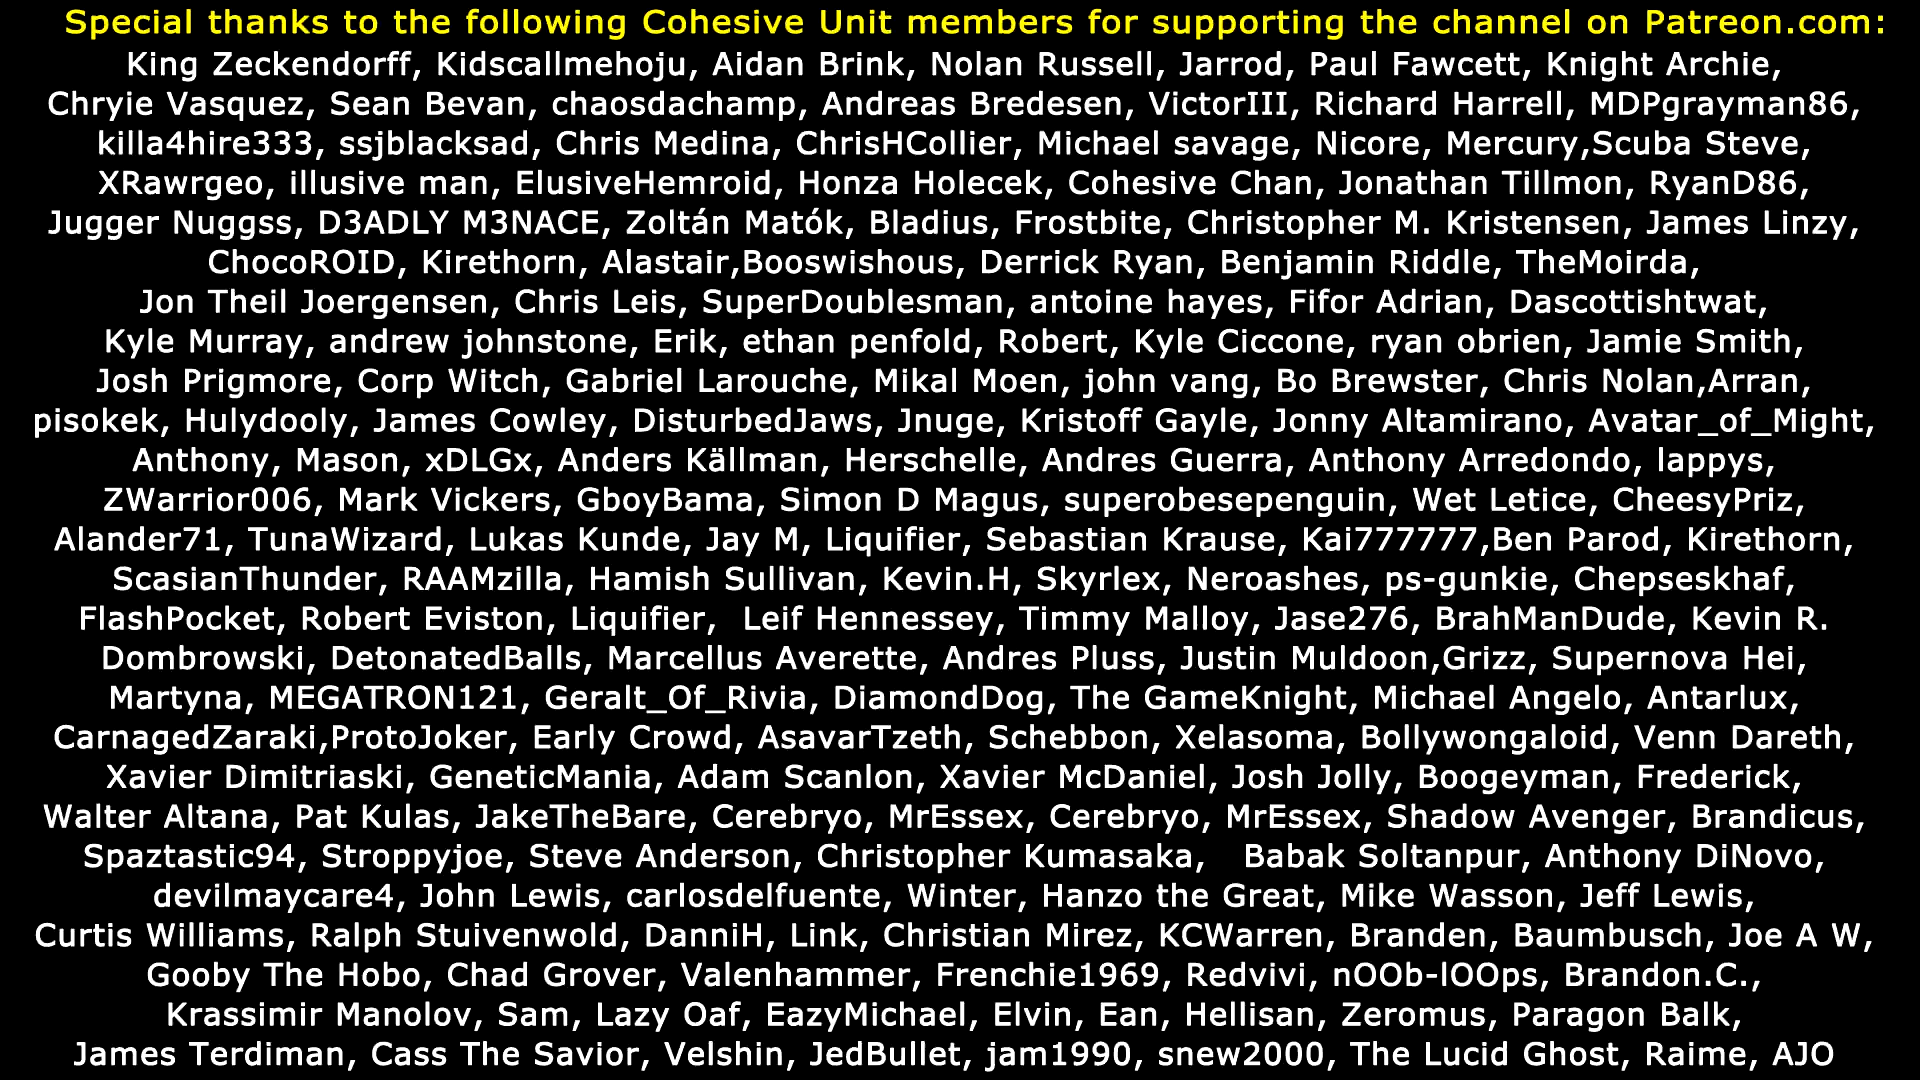 Special thanks to the following Cohesive Unit members for supporting the channel on Patreon.com:
King Zeckendorff, Kidscallmehoju, Aidan Brink, Nolan Russell, Jarrod, Paul Fawcett, Knight Archie,
Chryie Vasquez, Sean Bevan, chaosdachamp, Andreas Bredesen, VictorIII, Richard Harrell, MDPgrayman86,
killa4hire333, ssjblacksad, Chris Medina, ChrisHCollier, Michael savage, Nicore, Mercury,Scuba Steve,
XRawrgeo, illusive man, ElusiveHemroid, Honza Holecek, Cohesive Chan, Jonathan Tillmon, RyanD86,
Jugger Nuggss, D3ADLY M3NACE, Zoltán Matók, Bladius, Frostbite, Christopher M. Kristensen, James Linzy,
ChocoROID, Kirethorn, Alastair,Booswishous, Derrick Ryan, Benjamin Riddle, TheMoirda,
Jon Theil Joergensen, Chris Leis, SuperDoublesman, antoine hayes, Fifor Adrian, Dascottishtwat,
Kyle Murray, andrew johnstone, Erik, ethan penfold, Robert, Kyle Ciccone, ryan obrien, Jamie Smith,
Josh Prigmore, Corp Witch, Gabriel Larouche, Mikal Moen, john vang, Bo Brewster, Chris Nolan,Arran,
pisokek, Hulydooly, James Cowley, DisturbedJaws, Jnuge, Kristoff Gayle, Jonny Altamirano, Avatar_of_Might,
Anthony, Mason, xDLGx, Anders Källman, Herschelle, Andres Guerra, Anthony Arredondo, lappys,
ZWarrior006, Mark Vickers, GboyBama, Simon D Magus, superobesepenguin, Wet Letice, CheesyPriz,
Alander71, TunaWizard, Lukas Kunde, Jay M, Liquifier, Sebastian Krause, Kai777777,Ben Parod, Kirethorn,
ScasianThunder, RAAMzilla, Hamish Sullivan, Kevin.H, Skyrlex, Neroashes, ps-gunkie, Chepseskhaf,
FlashPocket, Robert Eviston, Liquifier,  Leif Hennessey, Timmy Malloy, Jase276, BrahManDude, Kevin R.
Dombrowski, DetonatedBalls, Marcellus Averette, Andres Pluss, Justin Muldoon,Grizz, Supernova Hei,
Martyna, MEGATRON121, Geralt_Of_Rivia, DiamondDog, The GameKnight, Michael Angelo, Antarlux,
CarnagedZaraki,ProtoJoker, Early Crowd, AsavarTzeth, Schebbon, Xelasoma, Bollywongaloid, Venn Dareth,
Xavier Dimitriaski, GeneticMania, Adam Scanlon, Xavier McDaniel, Josh Jolly, Boogeyman, Frederick,
Walter Altana, Pat Kulas, JakeTheBare, Cerebryo, MrEssex, Cerebryo, MrEssex, Shadow Avenger, Brandicus,
Spaztastic94, Stroppyjoe, Steve Anderson, Christopher Kumasaka,   Babak Soltanpur, Anthony DiNovo,
devilmaycare4, John Lewis, carlosdelfuente, Winter, Hanzo the Great, Mike Wasson, Jeff Lewis,
Curtis Williams, Ralph Stuivenwold, DanniH, Link, Christian Mirez, KCWarren, Branden, Baumbusch, Joe A W,
Gooby The Hobo, Chad Grover, Valenhammer, Frenchie1969, Redvivi, nOOb-lOOps, Brandon.C.,
Krassimir Manolov, Sam, Lazy Oaf, EazyMichael, Elvin, Ean, Hellisan, Zeromus, Paragon Balk,
James Terdiman, Cass The Savior, Velshin, JedBullet, jam1990, snew2000, The Lucid Ghost, Raime, AJO